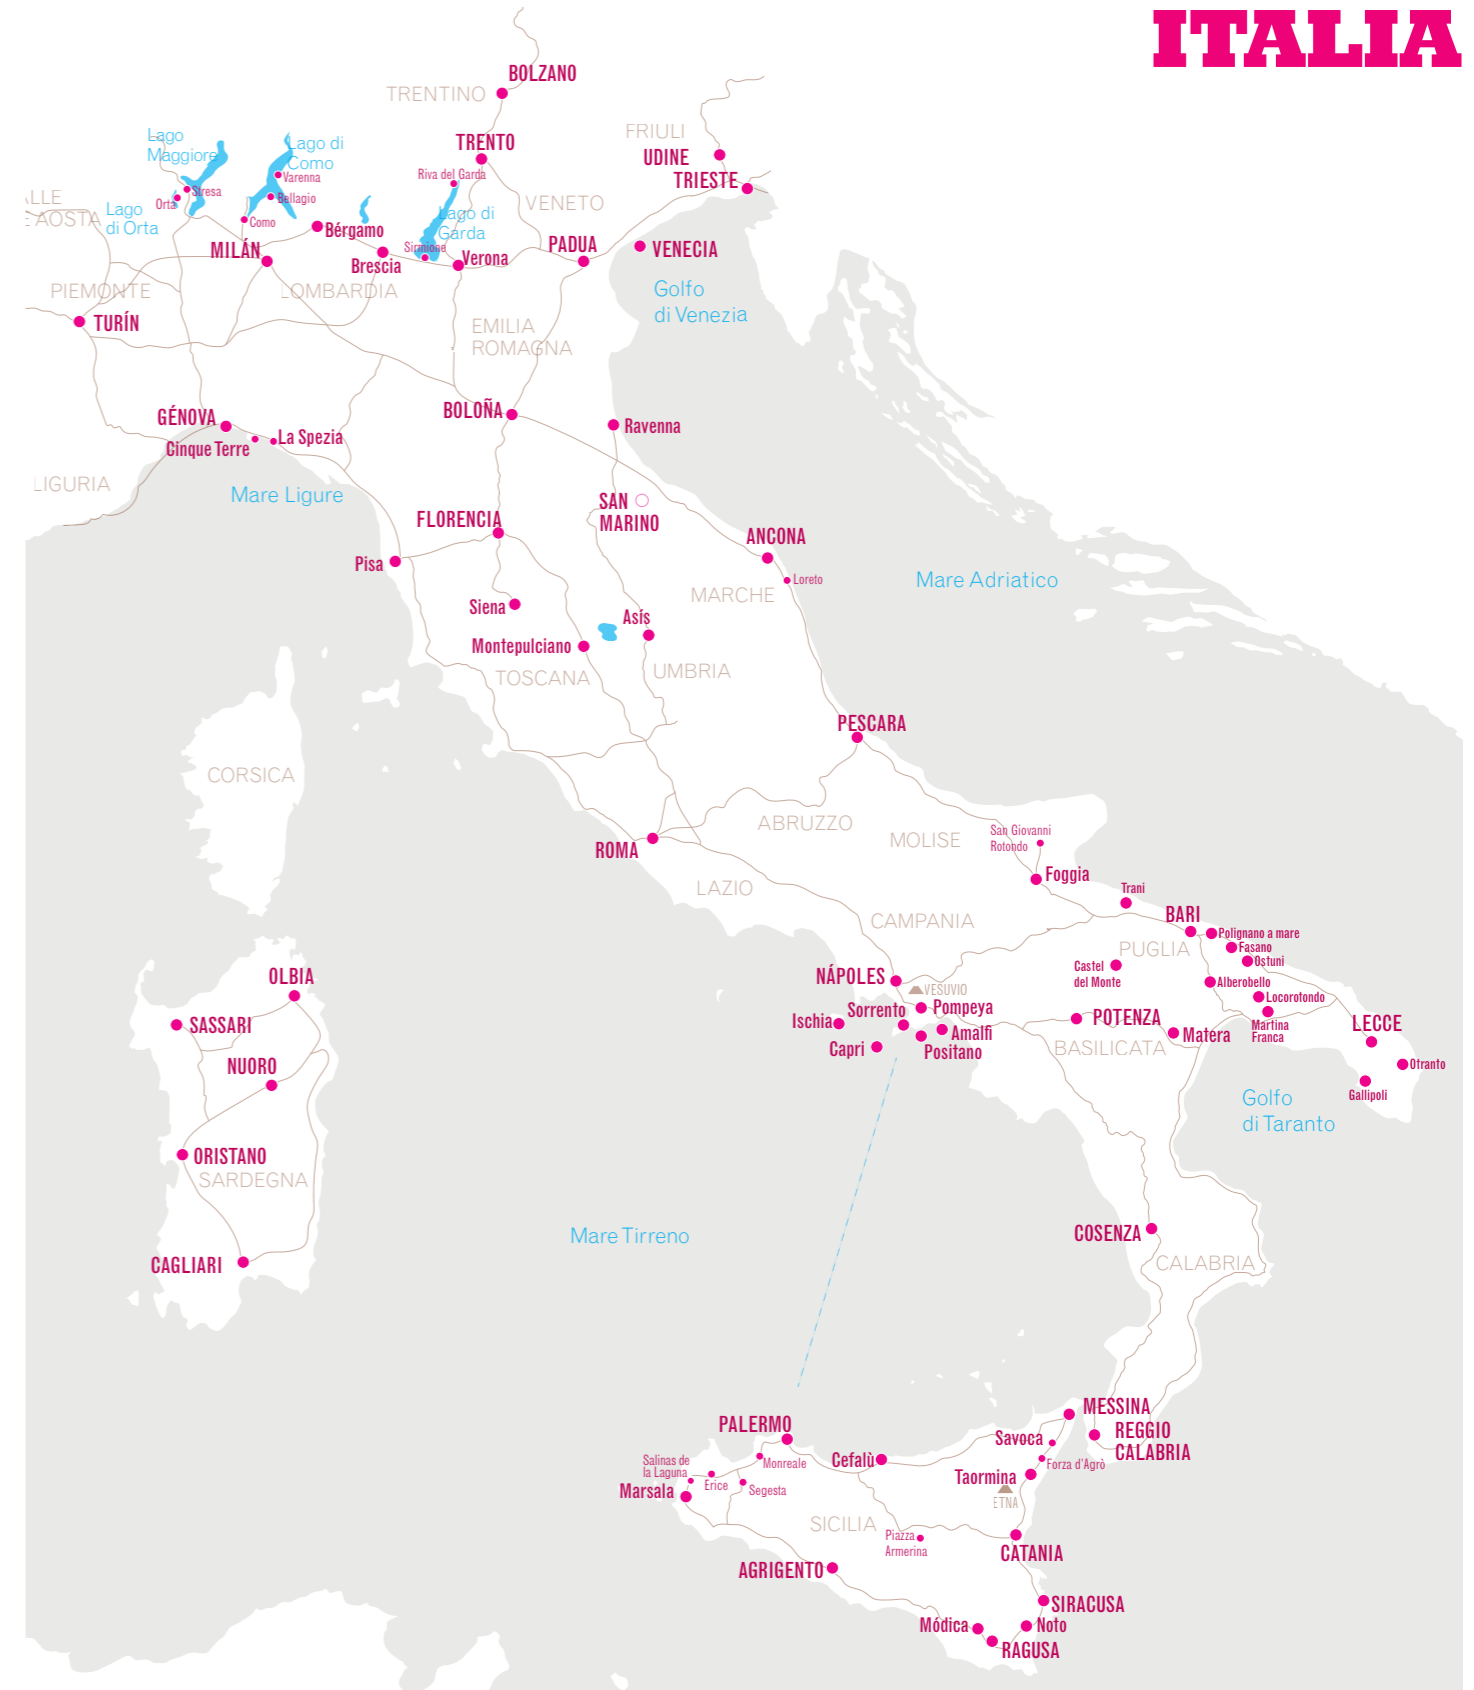 ITALIA
BOLZANO
TRENTINO
TRENTO
FRIULI
UDINE
TRIESTE
Lago
Maggiore
Lago di
Como
Varenna
Stresa
Orta
Bellagio
Lago
di Orta
Como
Riva del Garda
Lago di
Garda
Sirmione
VENETO
ALLE
E AOSTA
Bérgamo
MILÁN
Brescia
Verona
PADUA
VENECIA
Golfo
di Venezia
PIEMONTE
LOMBARDIA
TURÍN
EMILIA
ROMAGNA
GÉNOVA
Cinque Terre
La Spezia
BOLOÑA
Ravenna
LIGURIA
Mare Ligure
SAN
MARINO
FLORENCIA
ANCONA
Loreto
Pisa
MARCHE
Mare Adriatico
Siena
Asís
Montepulciano
TOSCANA
UMBRIA
PESCARA
CORSICA
ABRUZZO
MOLISE
San Giovanni
Rotondo
ROMA
Foggia
LAZIO
Trani
CAMPANIA
BARI
Polignano a mare
Fasano
Ostuni
PUGLIA
Castel
del Monte
Alberobello
Locorotondo
Martina
Franca
OLBIA
NÁPOLES
VESUVIO
Pompeya
Sorrento
Ischia
Amalfi
Capri
Positano
POTENZA
Matera
BASILICATA
LECCE
Otranto
Gallipoli
SASSARI
NUORO
Golfo
di Taranto
ORISTANO
SARDEGNA
Mare Tirreno
COSENZA
CALABRIA
CAGLIARI
MESSINA
REGGIO
CALABRIA
PALERMO
Savoca
Monreale
Cefalù
Forza d'Agrò
Salinas de
la Laguna
Erice
Segesta
Taormina
Marsala
ETNA
SICILIA
Piazza
Armerina
CATANIA
AGRIGENTO
SIRACUSA
Módica
Noto
RAGUSA